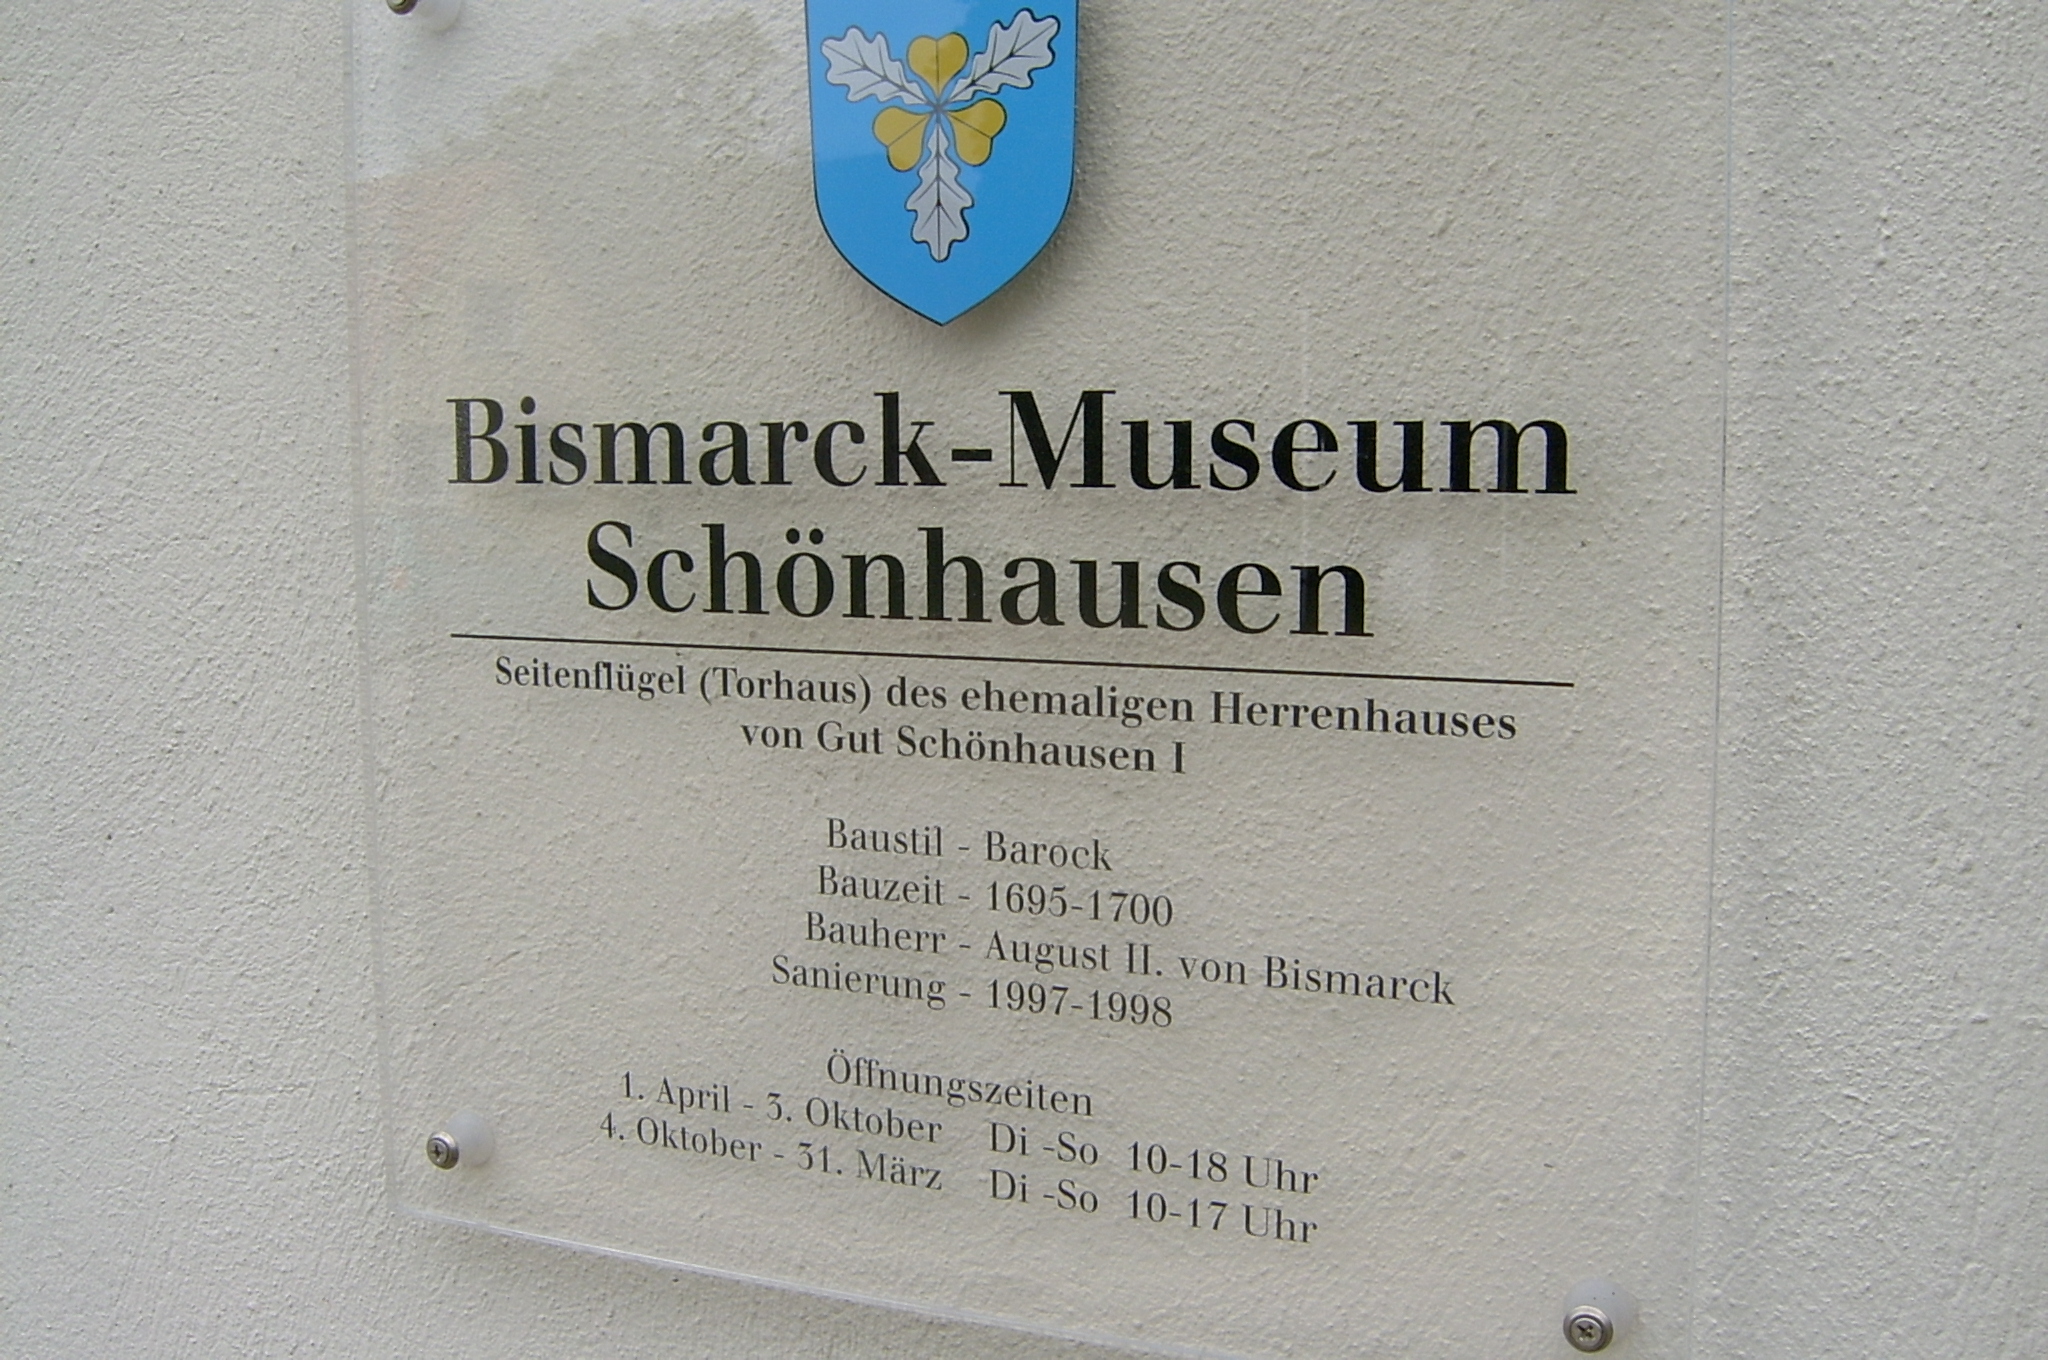 Bismarck-Museum
Schönhausen
Seitenflügel (Torhaus) des ehemaligen Herrenhauses
von Gut Schönhausen I
Baustil - Barock
Bauzeit - 1695-1700
Bauherr - August II. von Bismarck
Sanierung - 1997-1998
Öffnungszeiten
1. April - 3. Oktober Di -So 10-18 Uhr
4. Oktober - 31. März Di -So 10-17 Uhr